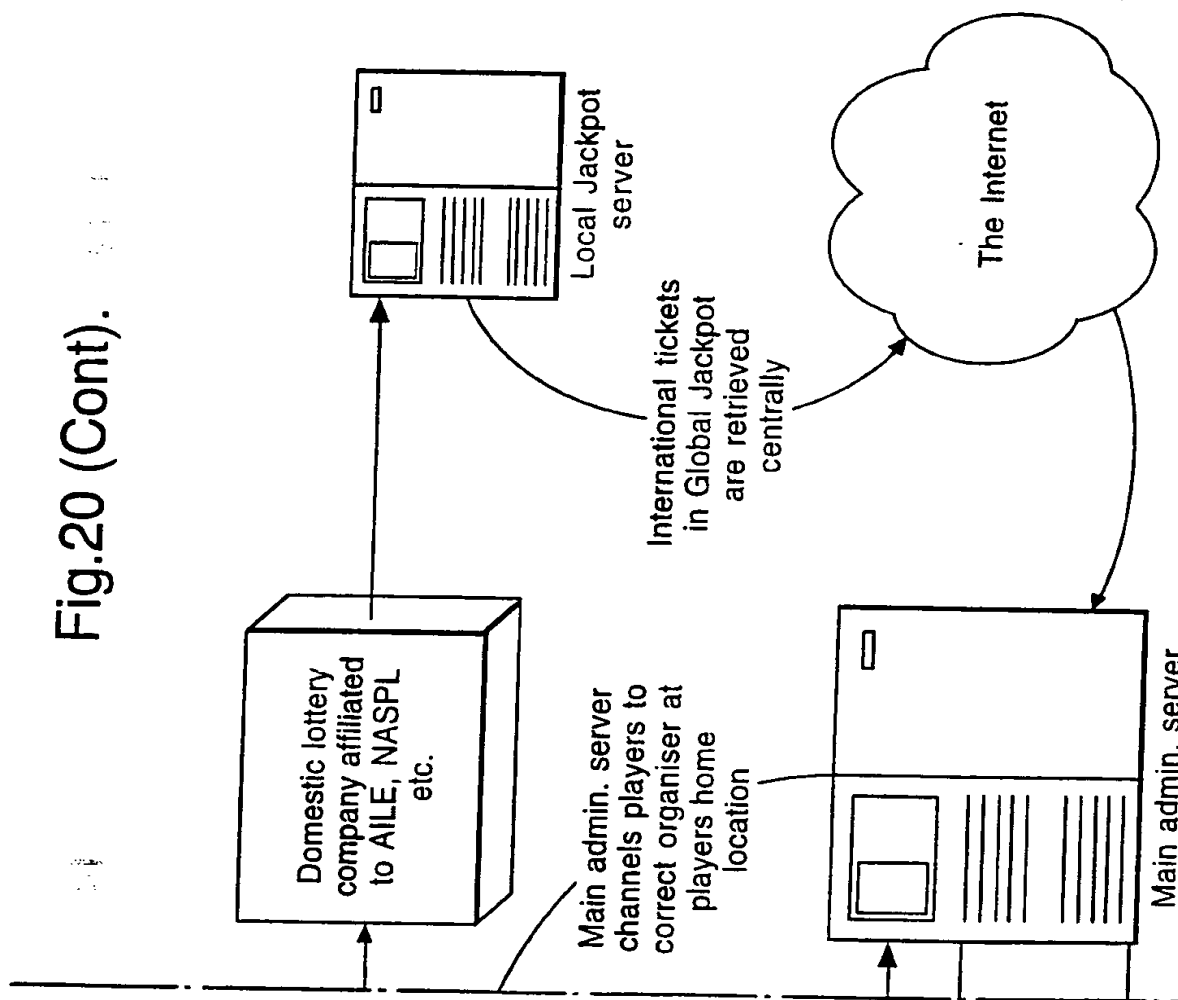 Fig.20 (Cont).
Domestic lottery
company affiliated
to AILE, NASPL
etc.
Local Jackpot
server
Main admin. server
channels players to
correct organiser at
players home
location
International tickets
in Global Jackpot
are retrieved
centrally
Main admin. server
The Internet